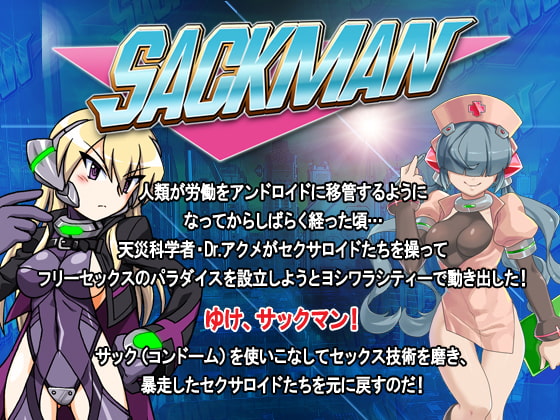 SACKMAN
人類が労働をアンドロイドに移管するように
なってからしばらく経った頃…
天災科学者・Dr.アクメがセクサロイドたちを操って
フリーセックスのパラダイスを設立しようとヨシワラシティーで動き出した!
ゆけ、サックマン!
サック(コンドーム)を使いこなしてセックス技術を磨き、
暴走したセクサロイドたちを元に戻すのだ!